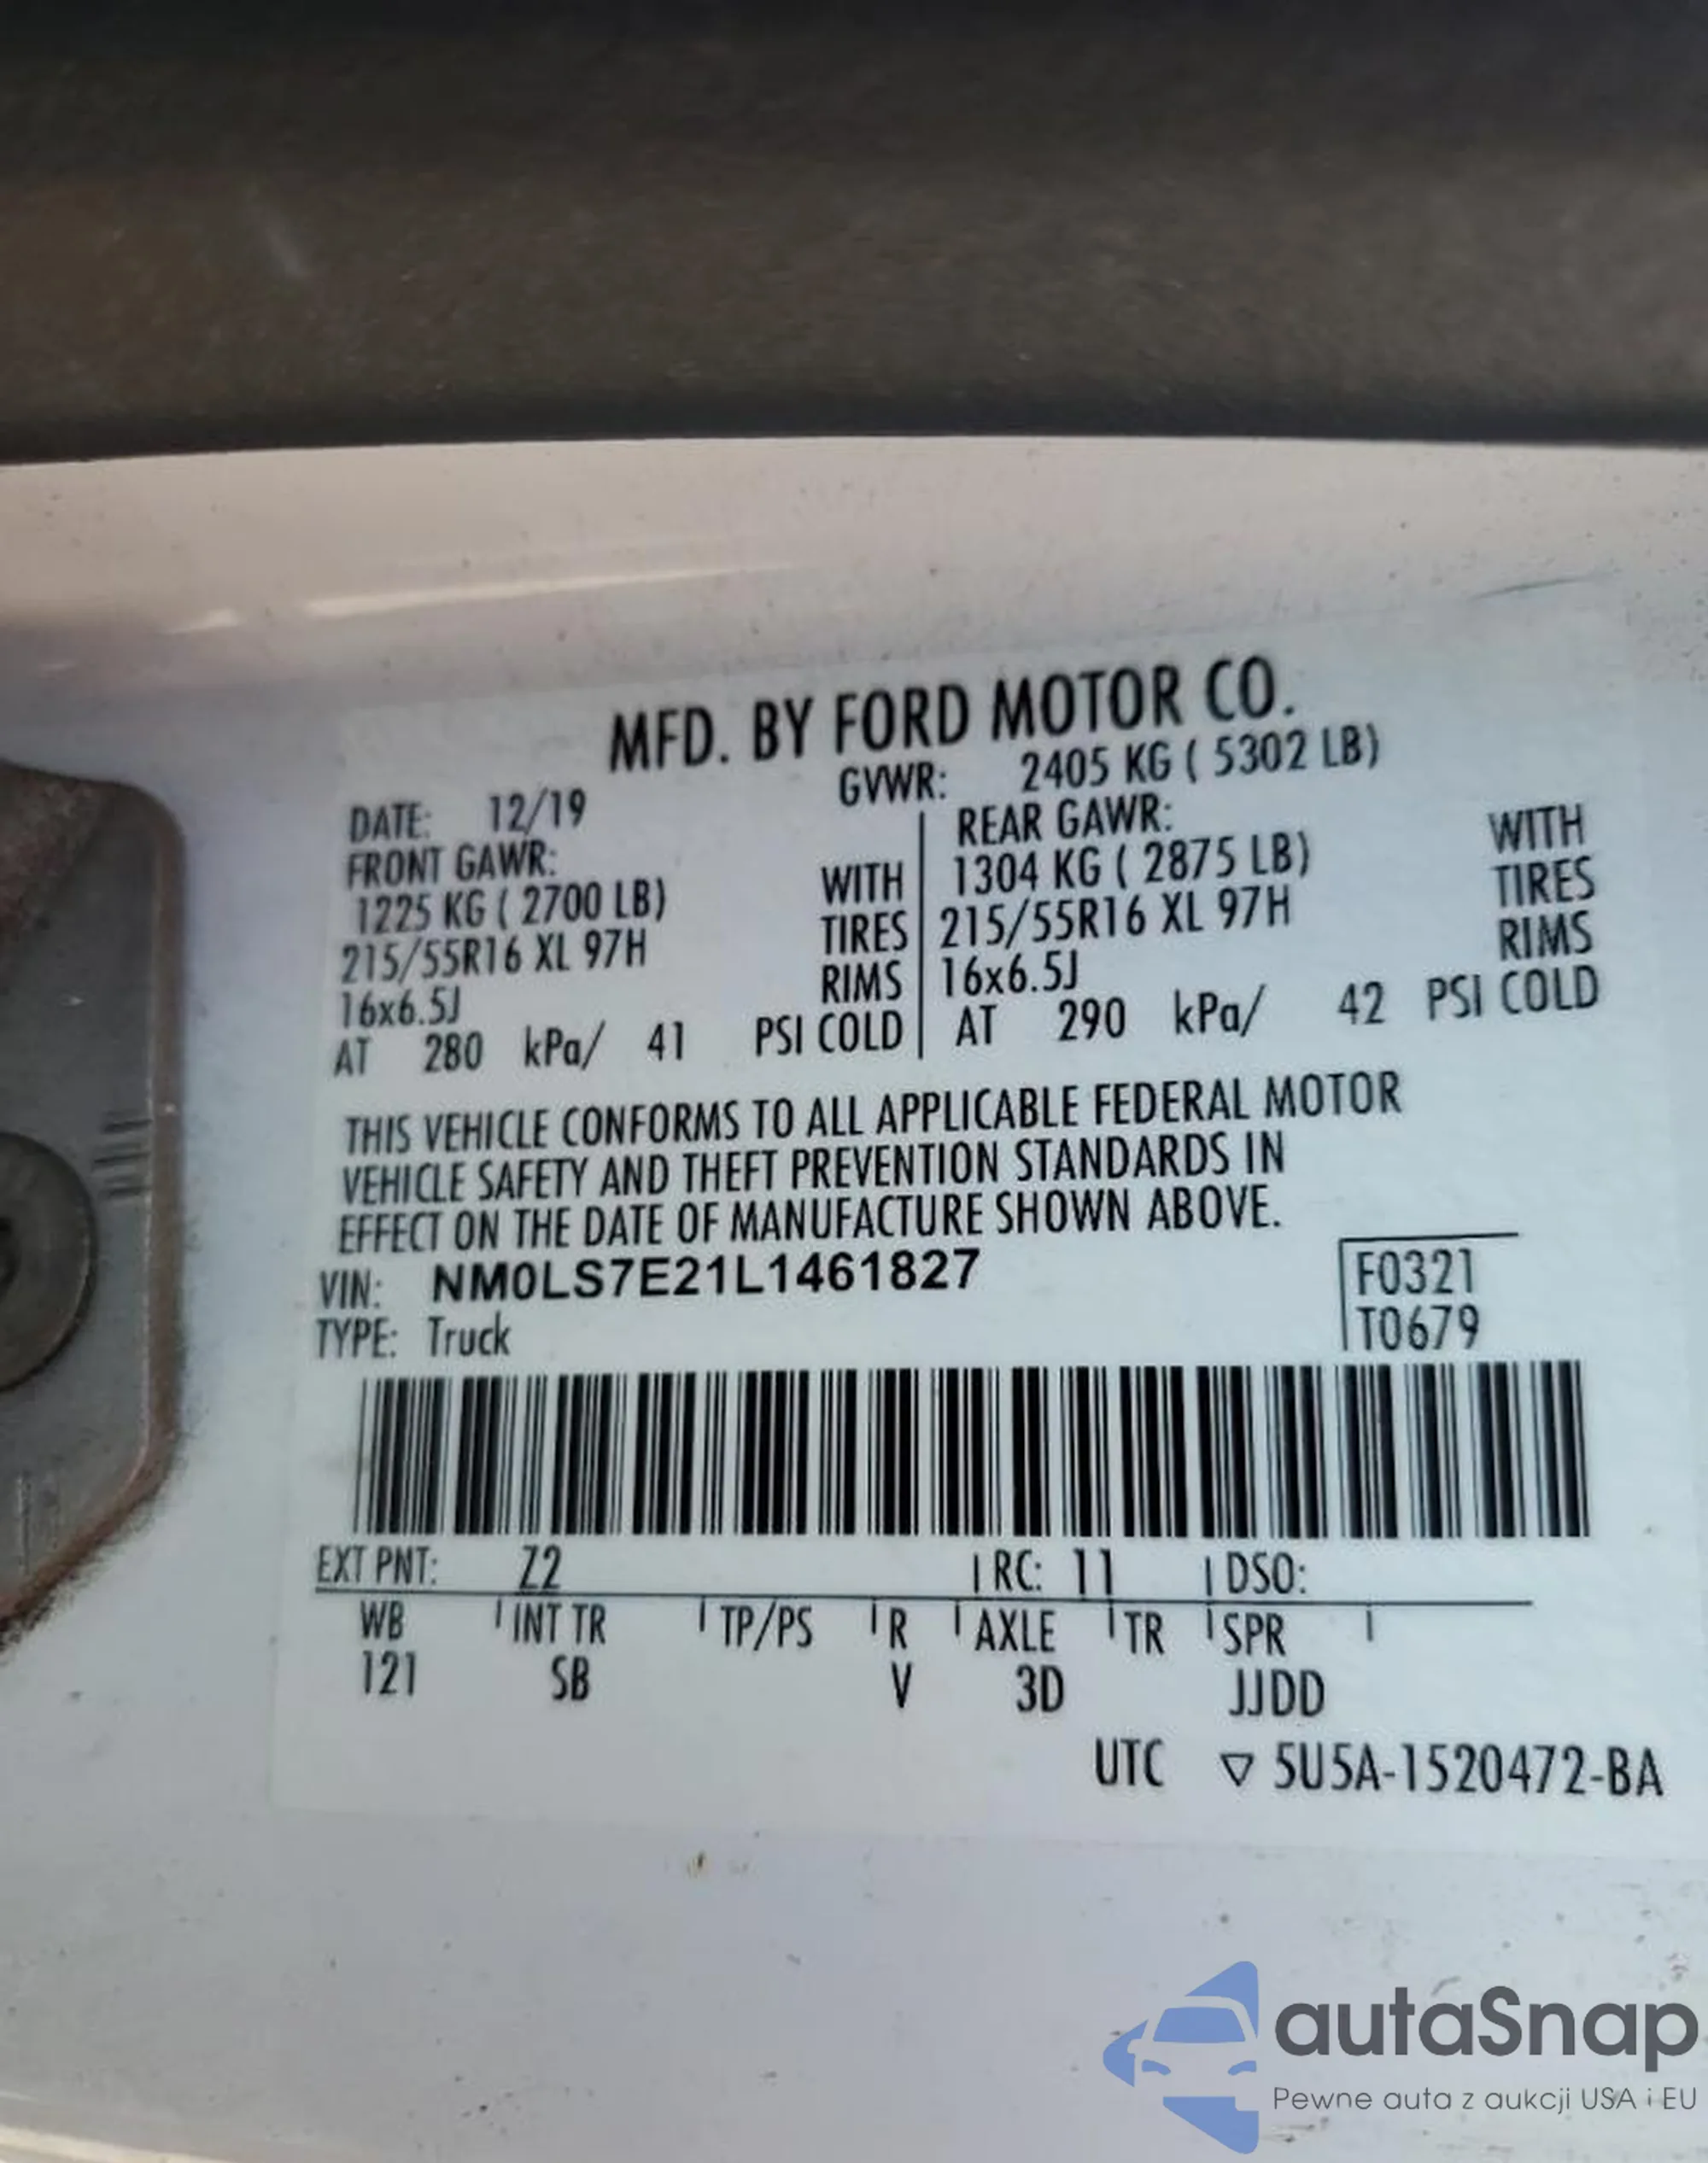 MFD. BY FORD MOTOR CO.
DATE: 12/19 GVWR: 2405 KG ( 5302 LB)
FRONT GAWR: REAR GAWR:
1225 KG ( 2700 LB) WITH 1304 KG ( 2875 LB) WITH
215/55R16 XL 97H TIRES 215/55R16 XL 97H TIRES
16x6.5J RIMS 16x6.5J RIMS
AT 280 kPa/ 41 PSI COLD AT 290 kPa/ 42 PSI COLD
THIS VEHICLE CONFORMS TO ALL APPLICABLE FEDERAL MOTOR
VEHICLE SAFETY AND THEFT PREVENTION STANDARDS IN
EFFECT ON THE DATE OF MANUFACTURE SHOWN ABOVE.
VIN: NM0LS7E21L1461827 F0321
TYPE: Truck T0679
EXT PNT: Z2 RC: 11 DSO:
WB INT TR TP/PS R AXLE TR SPR
121 SB V 3D JJDD
UTC ▽ 5U5A-1520472-BA
autaSnap
Pewne auta z aukcji USA i EU